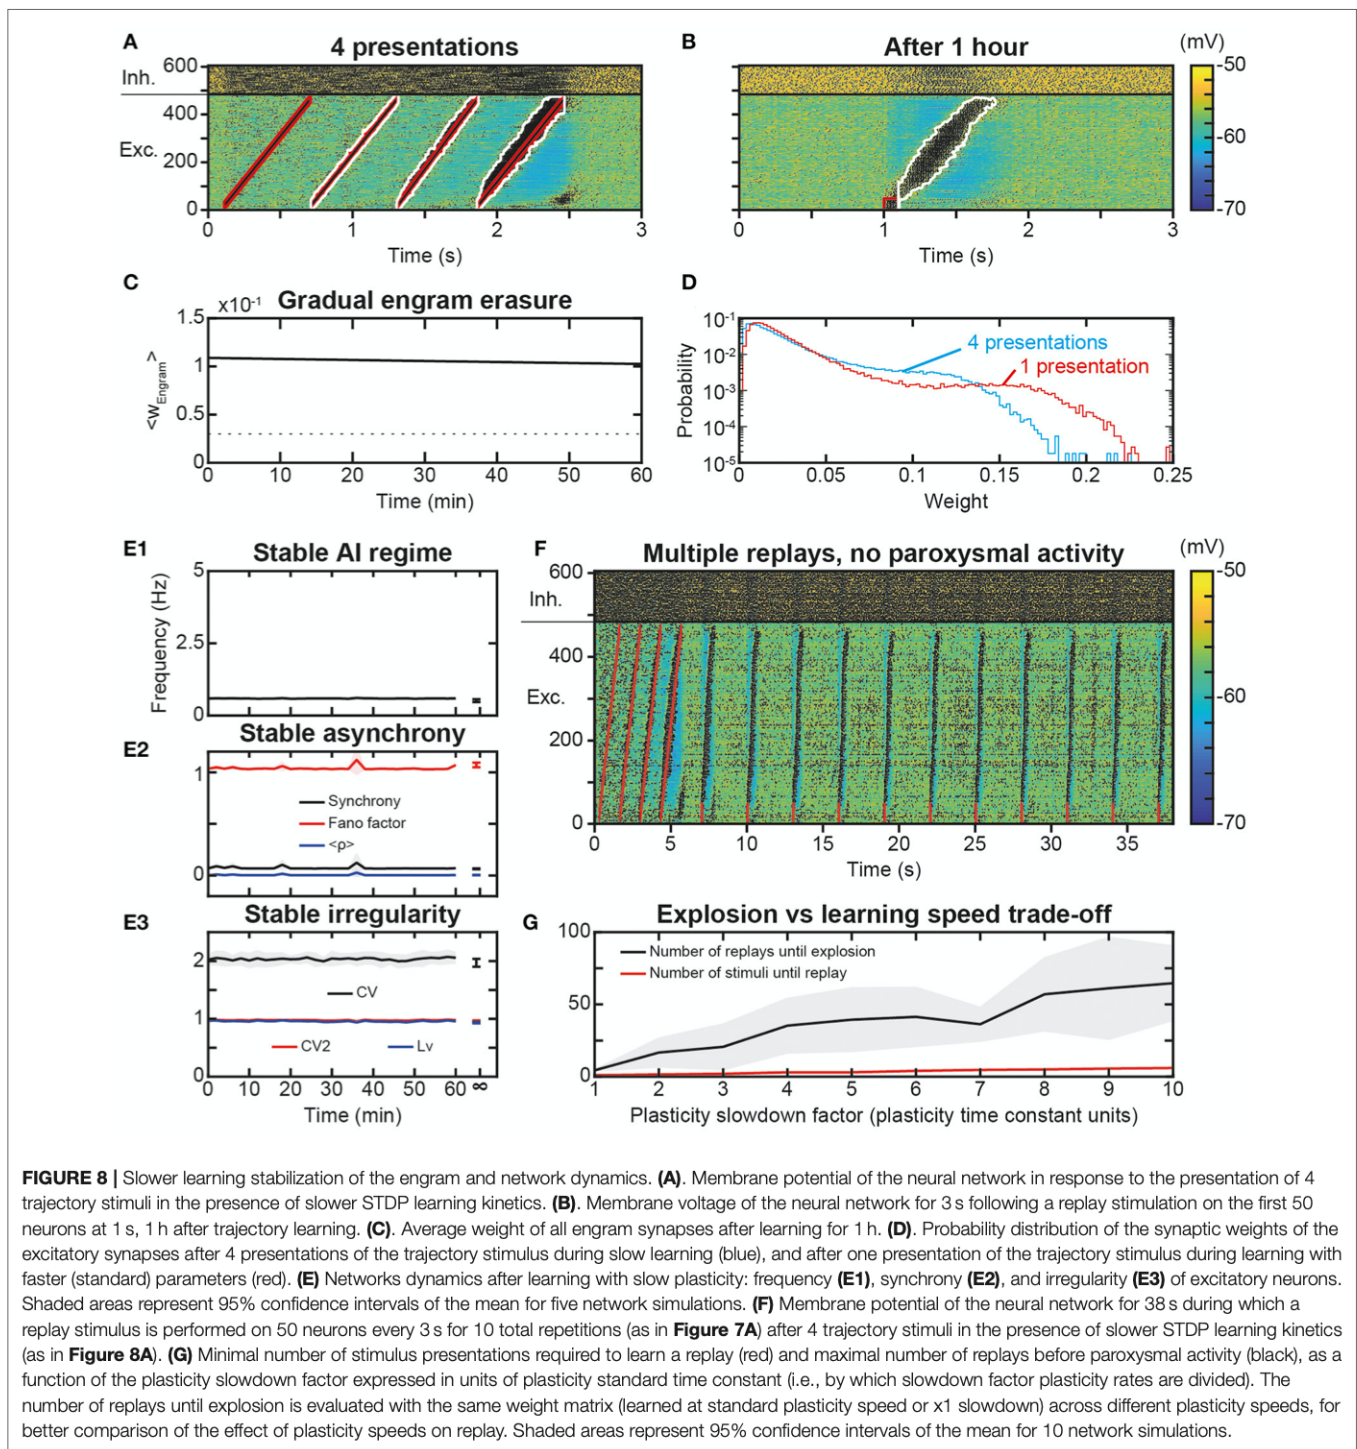 A
4 presentations
B
After 1 hour
(mV)
600
Inh.
400
Exc.
200
0
0 1 2 3
Time (s)
0 1 2 3
Time (s)
-50
-60
-70
C
x10⁻¹
Gradual engram erasure
1.5
1
0.5
0
<w_Engram>
0 10 20 30 40 50 60
Time (min)
D
10⁻¹
10⁻²
10⁻³
10⁻⁴
10⁻⁵
Probability
4 presentations
1 presentation
0 0.05 0.1 0.15 0.2 0.25
Weight
E1
Stable AI regime
5
2.5
0
Frequency (Hz)
E2
Stable asynchrony
1
0
Synchrony
Fano factor
<ρ>
E3
Stable irregularity
2
1
0
CV
CV2 Lv
0 10 20 30 40 50 60 ∞
Time (min)
F
Multiple replays, no paroxysmal activity
(mV)
600
Inh.
400
Exc.
200
0
0 5 10 15 20 25 30 35
Time (s)
-50
-60
-70
G
Explosion vs learning speed trade-off
100
50
0
Number of replays until explosion
Number of stimuli until replay
1 2 3 4 5 6 7 8 9 10
Plasticity slowdown factor (plasticity time constant units)
FIGURE 8 | Slower learning stabilization of the engram and network dynamics. (A). Membrane potential of the neural network in response to the presentation of 4
trajectory stimuli in the presence of slower STDP learning kinetics. (B). Membrane voltage of the neural network for 3 s following a replay stimulation on the first 50
neurons at 1 s, 1 h after trajectory learning. (C). Average weight of all engram synapses after learning for 1 h. (D). Probability distribution of the synaptic weights of the
excitatory synapses after 4 presentations of the trajectory stimulus during slow learning (blue), and after one presentation of the trajectory stimulus during learning with
faster (standard) parameters (red). (E) Networks dynamics after learning with slow plasticity: frequency (E1), synchrony (E2), and irregularity (E3) of excitatory neurons.
Shaded areas represent 95% confidence intervals of the mean for five network simulations. (F) Membrane potential of the neural network for 38 s during which a
replay stimulus is performed on 50 neurons every 3 s for 10 total repetitions (as in Figure 7A) after 4 trajectory stimuli in the presence of slower STDP learning kinetics
(as in Figure 8A). (G) Minimal number of stimulus presentations required to learn a replay (red) and maximal number of replays before paroxysmal activity (black), as a
function of the plasticity slowdown factor expressed in units of plasticity standard time constant (i.e., by which slowdown factor plasticity rates are divided). The
number of replays until explosion is evaluated with the same weight matrix (learned at standard plasticity speed or x1 slowdown) across different plasticity speeds, for
better comparison of the effect of plasticity speeds on replay. Shaded areas represent 95% confidence intervals of the mean for 10 network simulations.